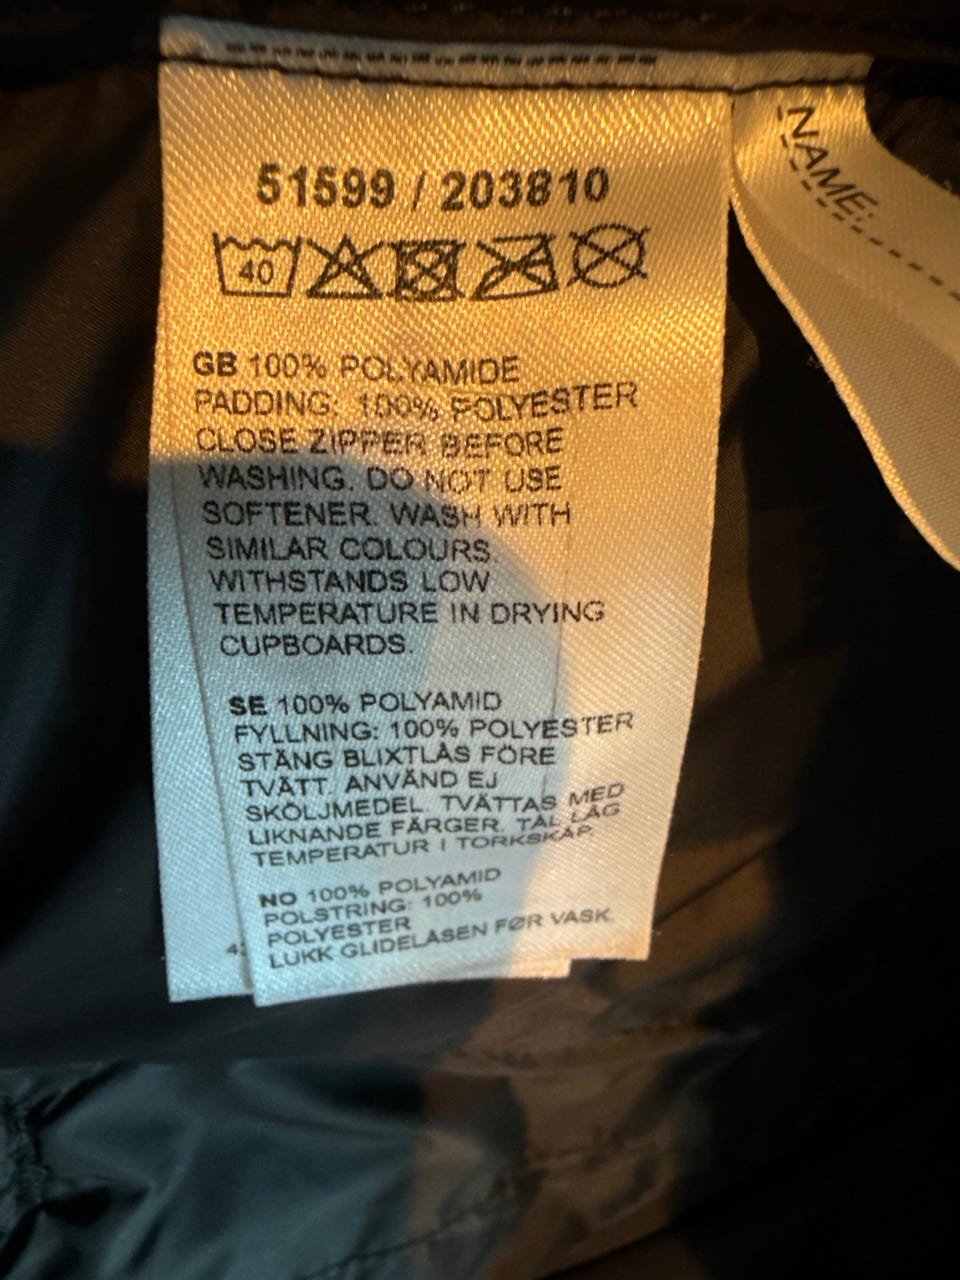 51599 / 203810
40
GB 100% POLYAMIDE
PADDING: 100% POLYESTER
CLOSE ZIPPER BEFORE
WASHING. DO NOT USE
SOFTENER. WASH WITH
SIMILAR COLOURS.
WITHSTANDS LOW
TEMPERATURE IN DRYING
CUPBOARDS.
SE 100% POLYAMID
FYLLNING: 100% POLYESTER
STÄNG BLIXTLÅS FÖRE
TVÄTT. ANVÄND EJ
SKÖLJMEDEL. TVÄTTAS MED
LIKNANDE FÄRGER. TÅL LÅG
TEMPERATUR I TORKSKÅP.
NO 100% POLYAMID
POLSTRING: 100%
POLYESTER
LUKK GLIDELÅSEN FØR VASK.
NAME: